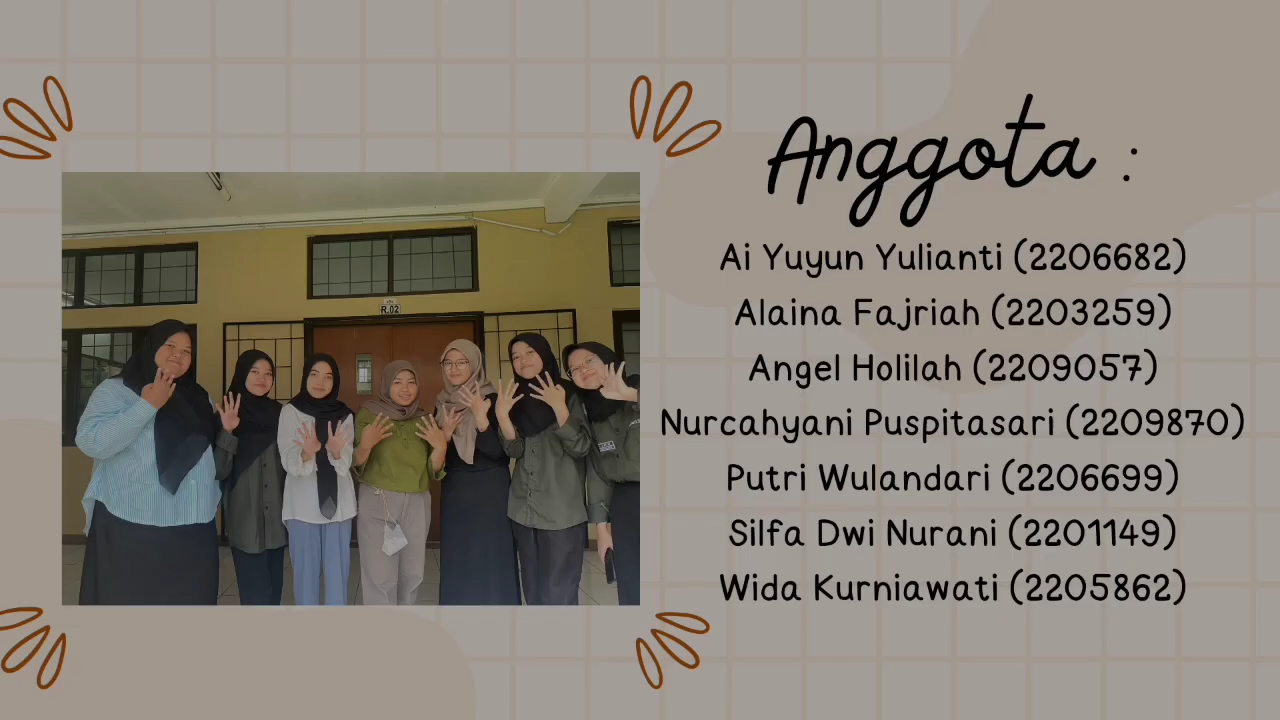 Anggota :
Ai Yuyun Yulianti (2206682)
Alaina Fajriah (2203259)
Angel Holilah (2209057)
Nurcahyani Puspitasari (2209870)
Putri Wulandari (2206699)
Silfa Dwi Nurani (2201149)
Wida Kurniawati (2205862)
R.02